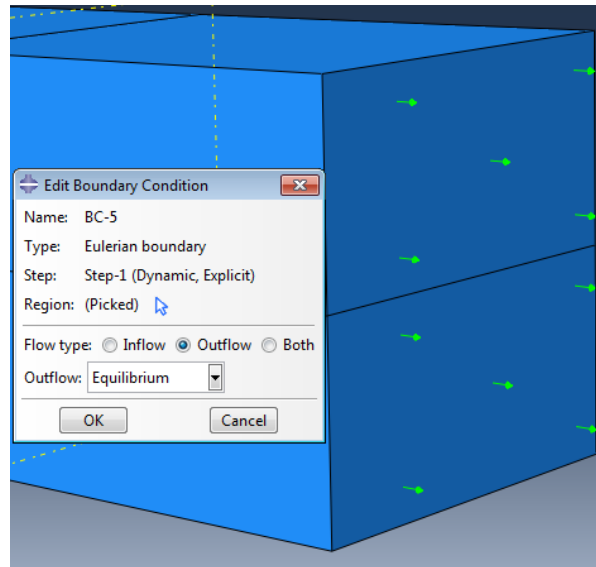 Edit Boundary Condition
Name: BC-5
Type: Eulerian boundary
Step: Step-1 (Dynamic, Explicit)
Region: (Picked)
Flow type: Inflow Outflow Both
Outflow: Equilibrium
OK Cancel